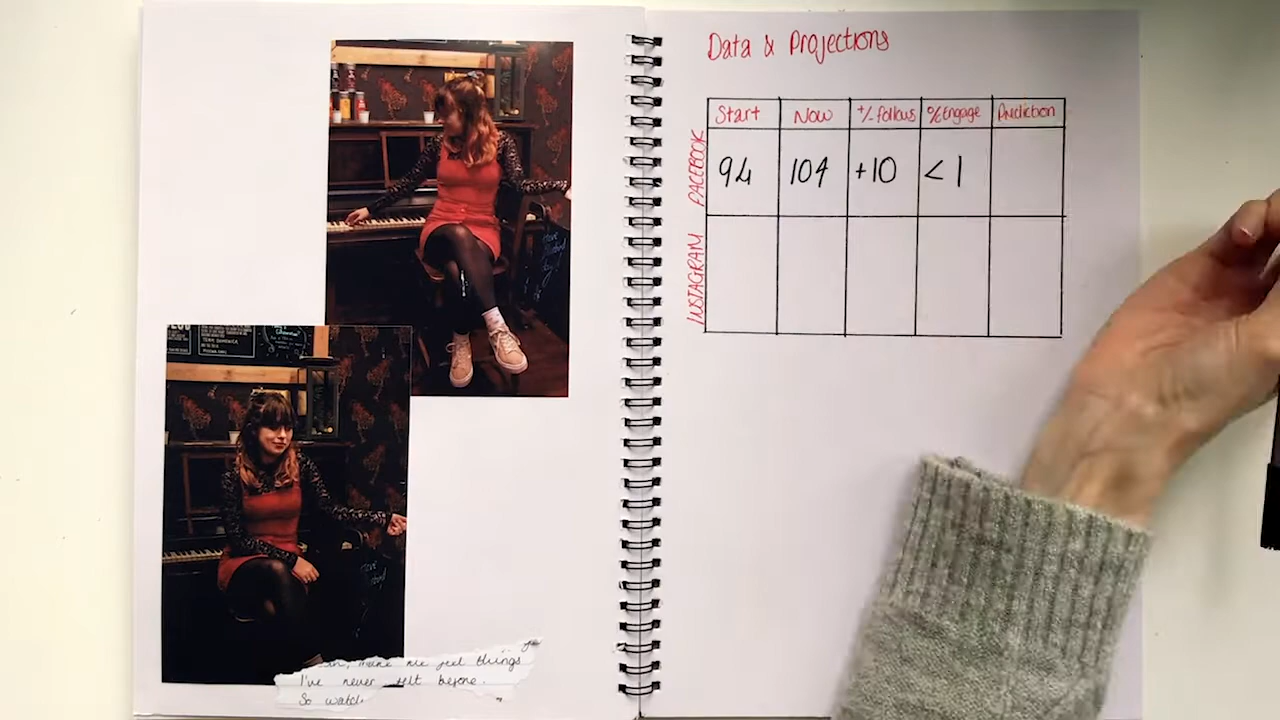 Data & Projections
Start Now +/- follows % Engage Prediction
FACEBOOK
94 104 +10 <1
INSTAGRAM
make me feel things
I've never felt before.
So watch